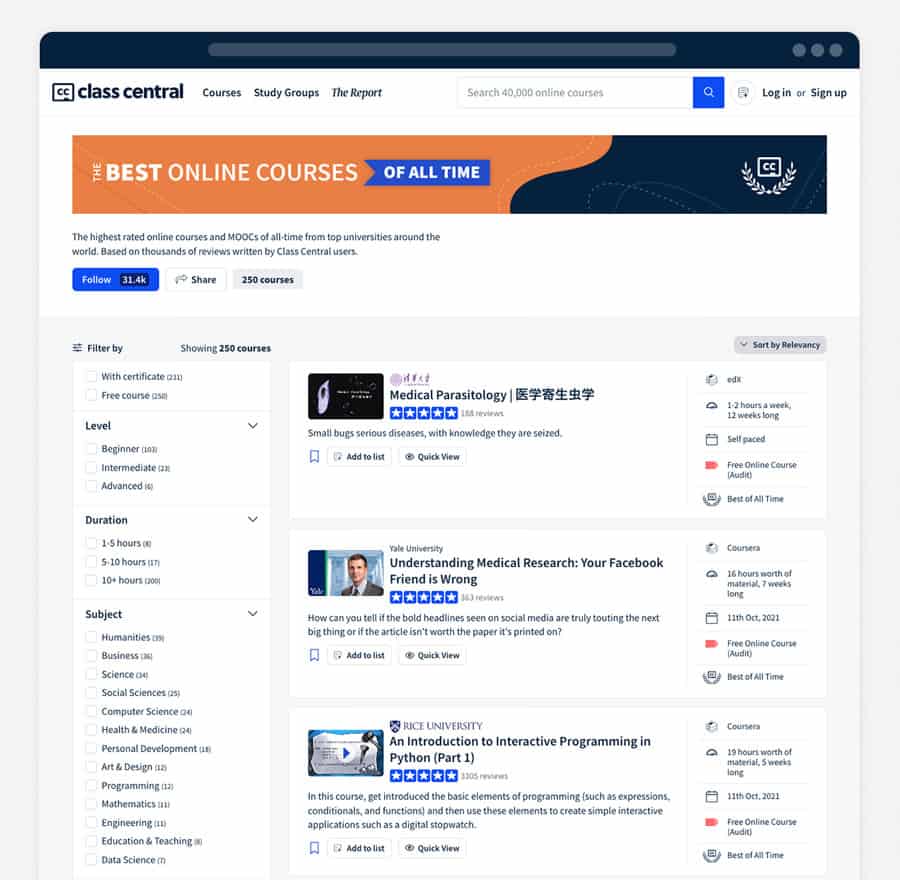 CC class central Courses Study Groups The Report Search 40,000 online courses Log in or Sign up
THE BEST ONLINE COURSES OF ALL TIME CC
The highest rated online courses and MOOCs of all-time from top universities around the
world. Based on thousands of reviews written by Class Central users.
Follow 31.4k Share 250 courses
Filter by Showing 250 courses Sort by Relevancy
With certificate (211)
Free course (250)
Level
Beginner (103)
Intermediate (23)
Advanced (6)
Duration
1-5 hours (8)
5-10 hours (17)
10+ hours (200)
Subject
Humanities (39)
Business (36)
Science (34)
Social Sciences (25)
Computer Science (24)
Health & Medicine (24)
Personal Development (18)
Art & Design (12)
Programming (12)
Mathematics (11)
Engineering (11)
Education & Teaching (8)
Data Science (7)
清华大学
Medical Parasitology | 医学寄生虫学
188 reviews
Small bugs serious diseases, with knowledge they are seized.
Add to list Quick View
edX
1-2 hours a week,
12 weeks long
Self paced
Free Online Course
(Audit)
Best of All Time
Yale
Yale University
Understanding Medical Research: Your Facebook
Friend is Wrong
363 reviews
How can you tell if the bold headlines seen on social media are truly touting the next
big thing or if the article isn't worth the paper it's printed on?
Add to list Quick View
Coursera
16 hours worth of
material, 7 weeks
long
11th Oct, 2021
Free Online Course
(Audit)
Best of All Time
RICE UNIVERSITY
An Introduction to Interactive Programming in
Python (Part 1)
3305 reviews
In this course, get introduced the basic elements of programming (such as expressions,
conditionals, and functions) and then use these elements to create simple interactive
applications such as a digital stopwatch.
Add to list Quick View
Coursera
19 hours worth of
material, 5 weeks
long
11th Oct, 2021
Free Online Course
(Audit)
Best of All Time